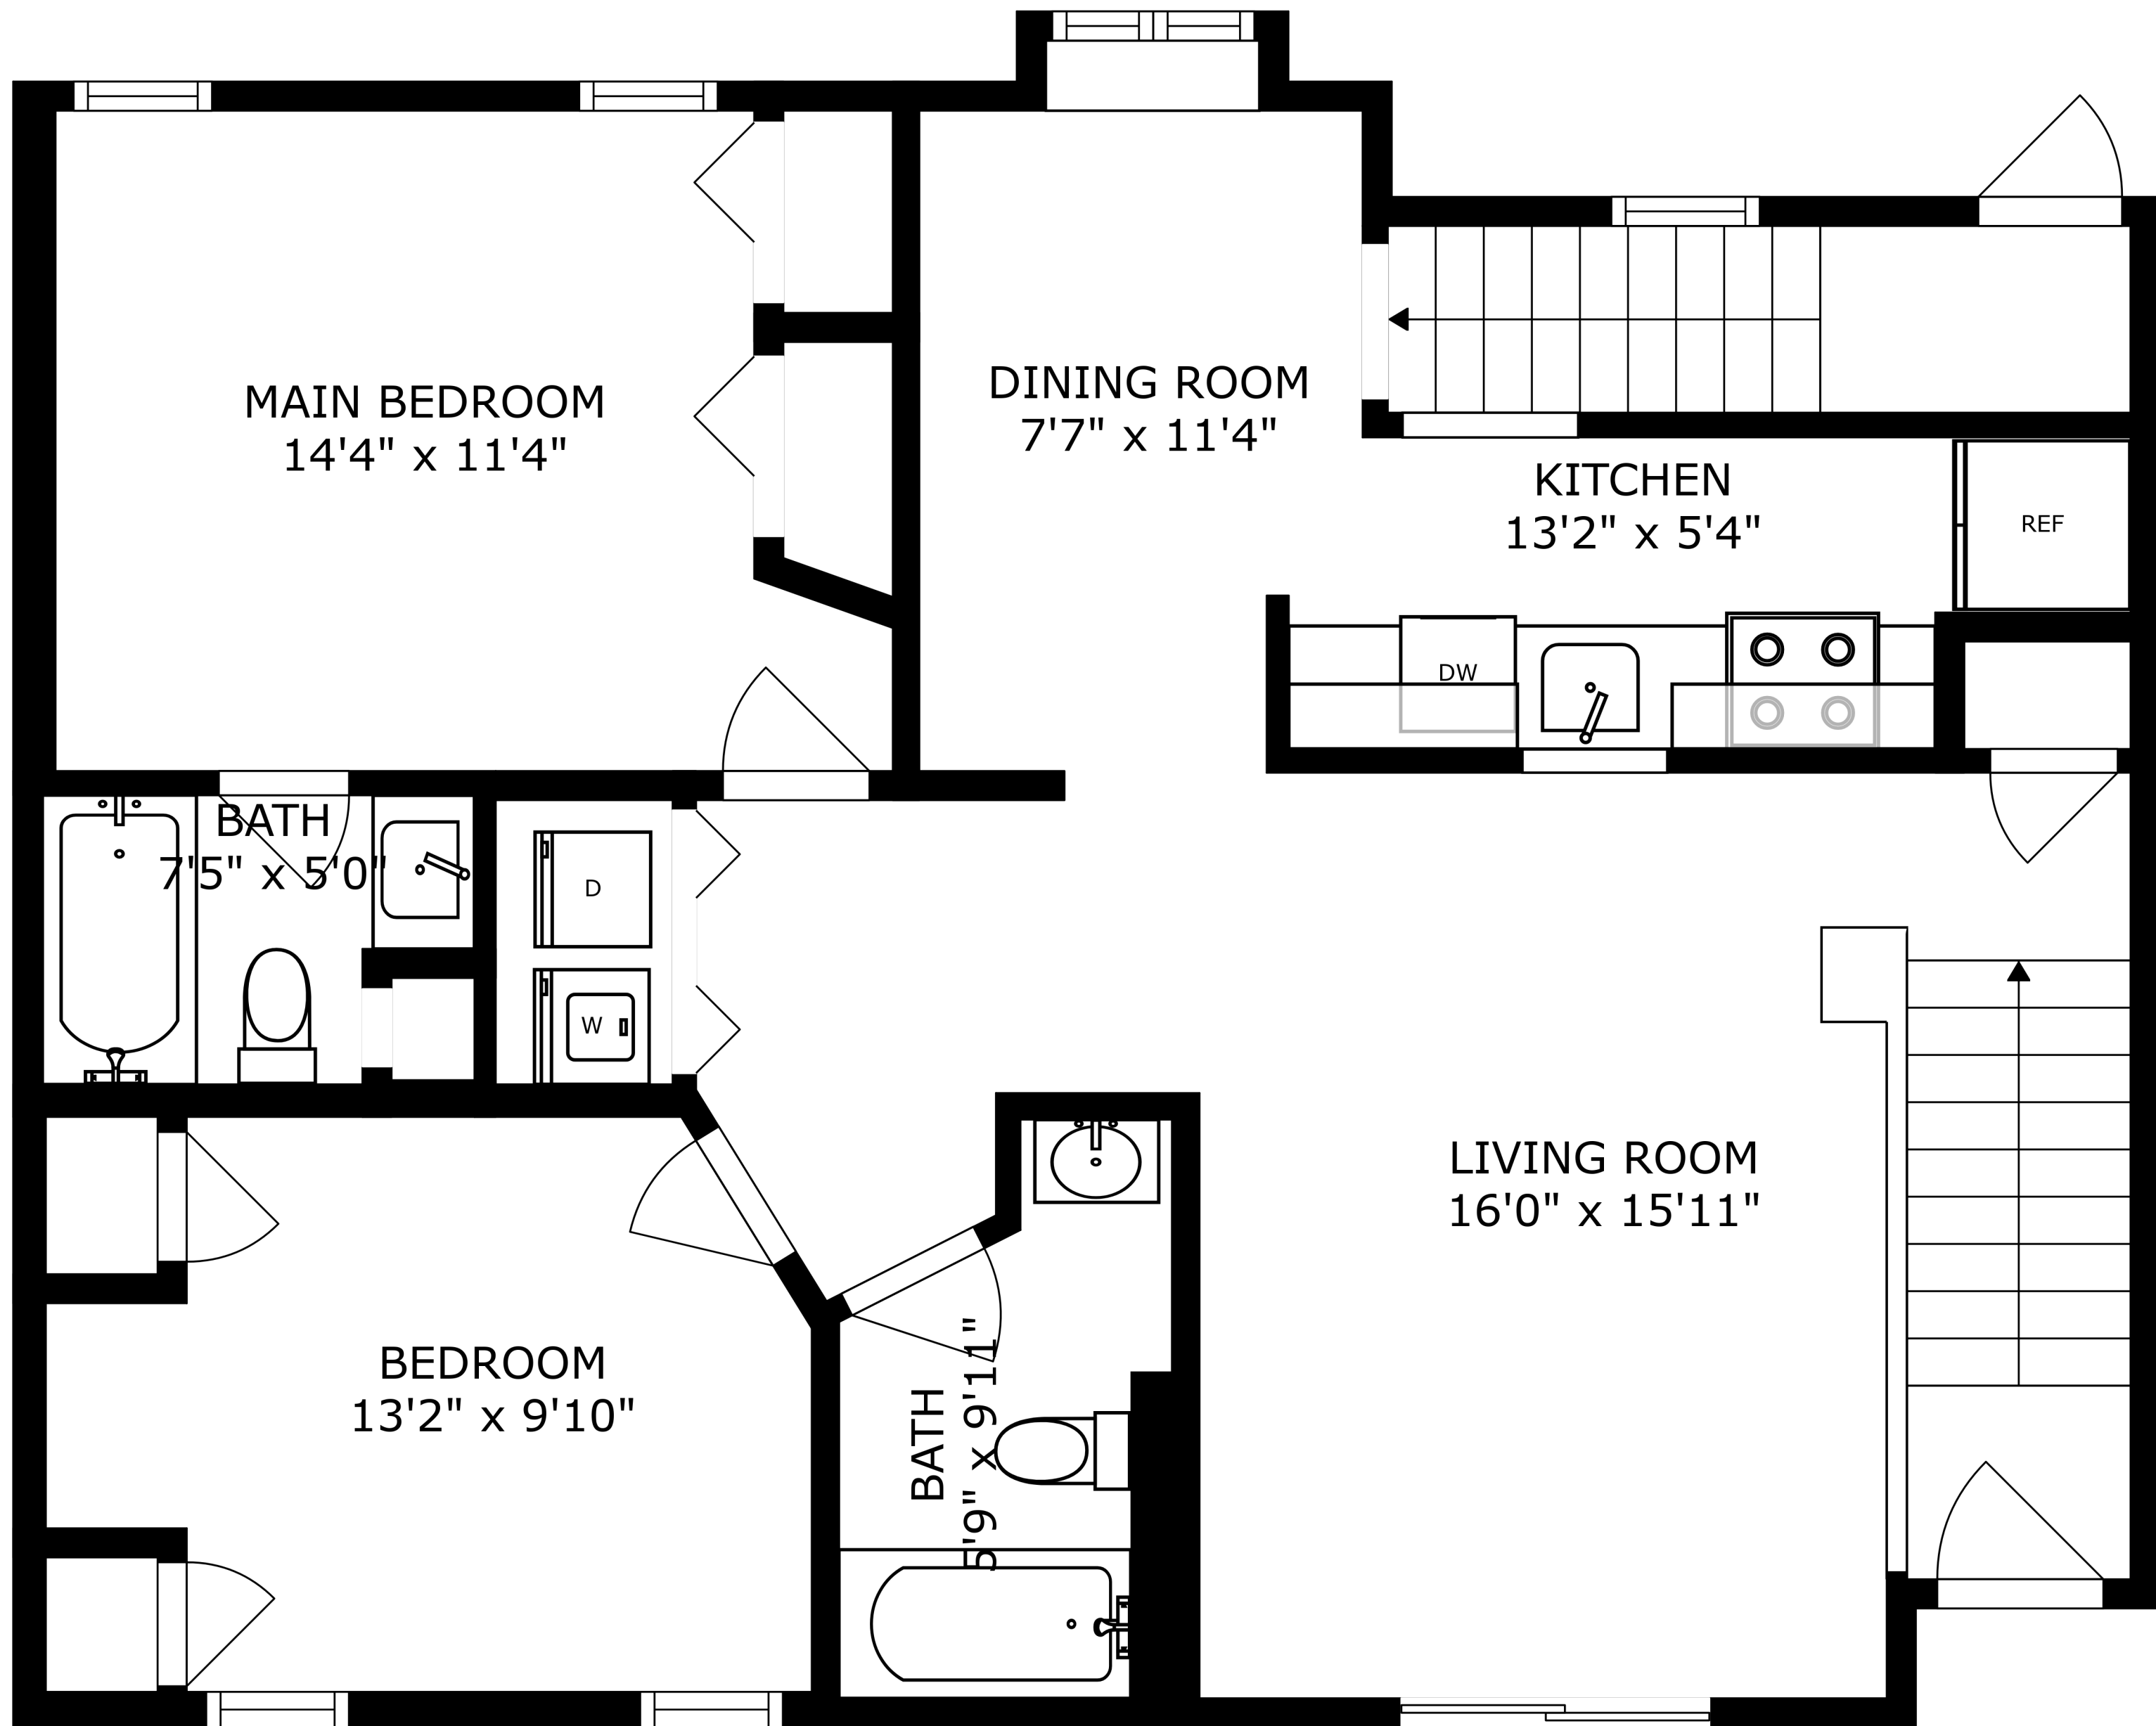 MAIN BEDROOM
14'4" x 11'4"
DINING ROOM
7'7" x 11'4"
KITCHEN
13'2" x 5'4"
REF
DW
BATH
7'5" x 5'0"
D
W
LIVING ROOM
16'0" x 15'11"
BEDROOM
13'2" x 9'10"
BATH
5'9" x 9'11"